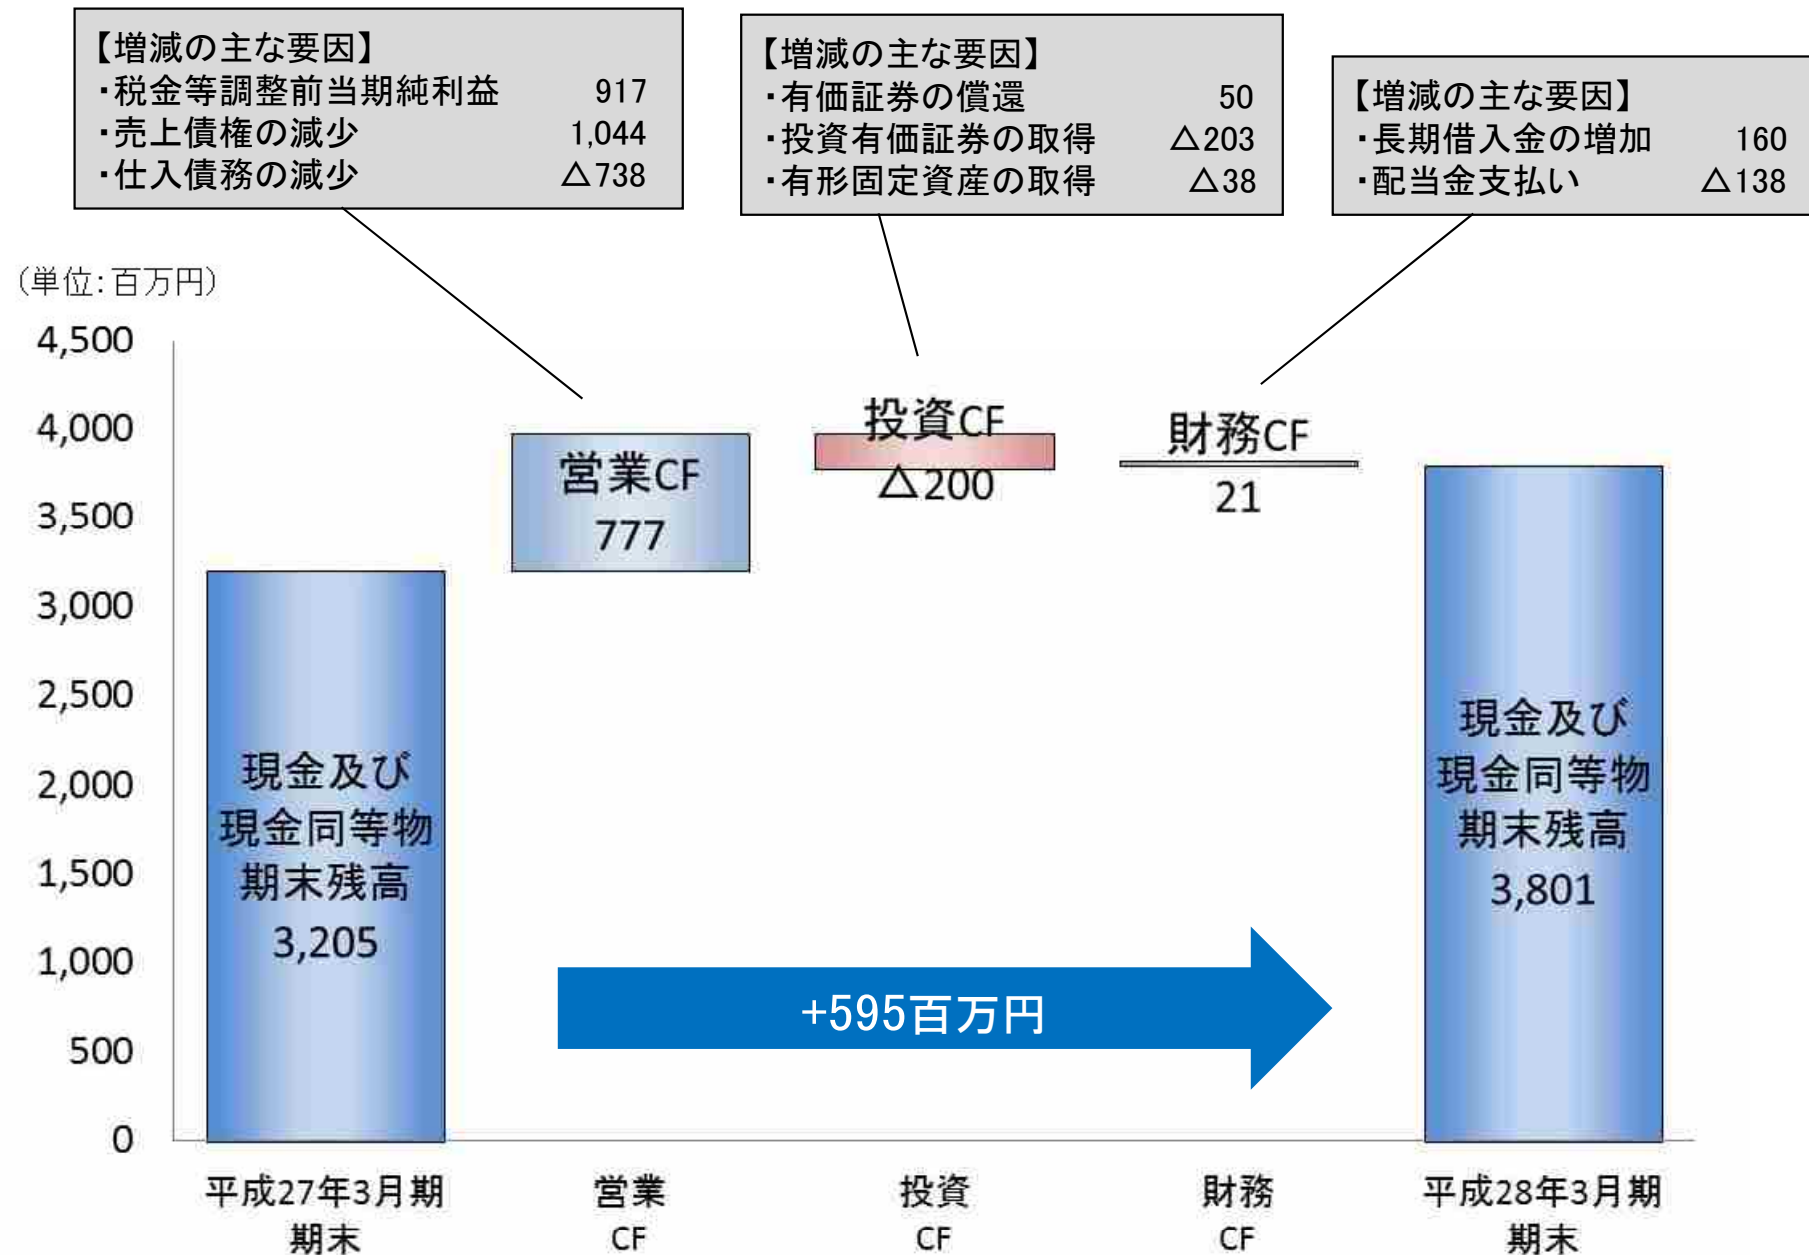 【増減の主な要因】
・税金等調整前当期純利益 917
・売上債権の減少 1,044
・仕入債務の減少 △738
【増減の主な要因】
・有価証券の償還 50
・投資有価証券の取得 △203
・有形固定資産の取得 △38
【増減の主な要因】
・長期借入金の増加 160
・配当金支払い △138
(単位:百万円)
4,500
4,000
3,500
3,000
2,500
2,000
1,500
1,000
500
0
現金及び
現金同等物
期末残高
3,205
営業CF
777
投資CF
△200
財務CF
21
現金及び
現金同等物
期末残高
3,801
+595百万円
平成27年3月期
期末
営業
CF
投資
CF
財務
CF
平成28年3月期
期末